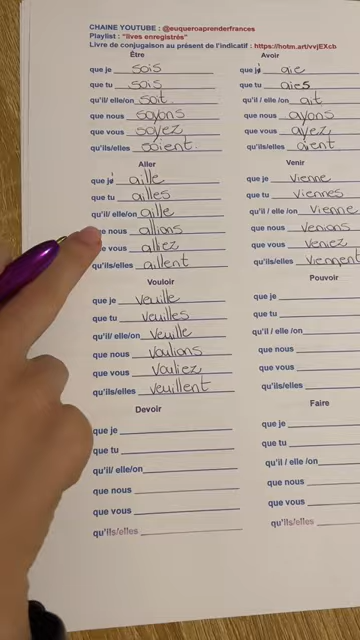 CHAINE YOUTUBE : @euqueroaprenderfrances
Playlist : "lives enregistrés"
Livre de conjugaison au présent de l'indicatif : https://hotm.art/vvjEXcb
Être
que je sois
que tu sois
qu'il/ elle/on soit
que nous soyons
que vous soyez
qu'ils/elles soient
Avoir
que j' aie
que tu aies
qu'il / elle /on ait
que nous ayons
que vous ayez
qu'ils/elles aient
Aller
que j' aille
que tu ailles
qu'il/ elle/on aille
e nous allions
e vous alliez
qu'ils/elles aillent
Venir
que je vienne
que tu viennes
qu'il / elle /on vienne
que nous venions
que vous veniez
qu'ils/elles viennent
Vouloir
que je veuille
que tu veuilles
qu'il/ elle/on veuille
que nous voulions
que vous vouliez
qu'ils/elles veuillent
Pouvoir
que je
que tu
qu'il / elle /on
que nous
que vous
qu'ils/elles
Devoir
que je
que tu
qu'il/ elle/on
que nous
que vous
qu'ils/elles
Faire
que je
que tu
qu'il / elle /on
que nous
que vous
qu'ils/elles